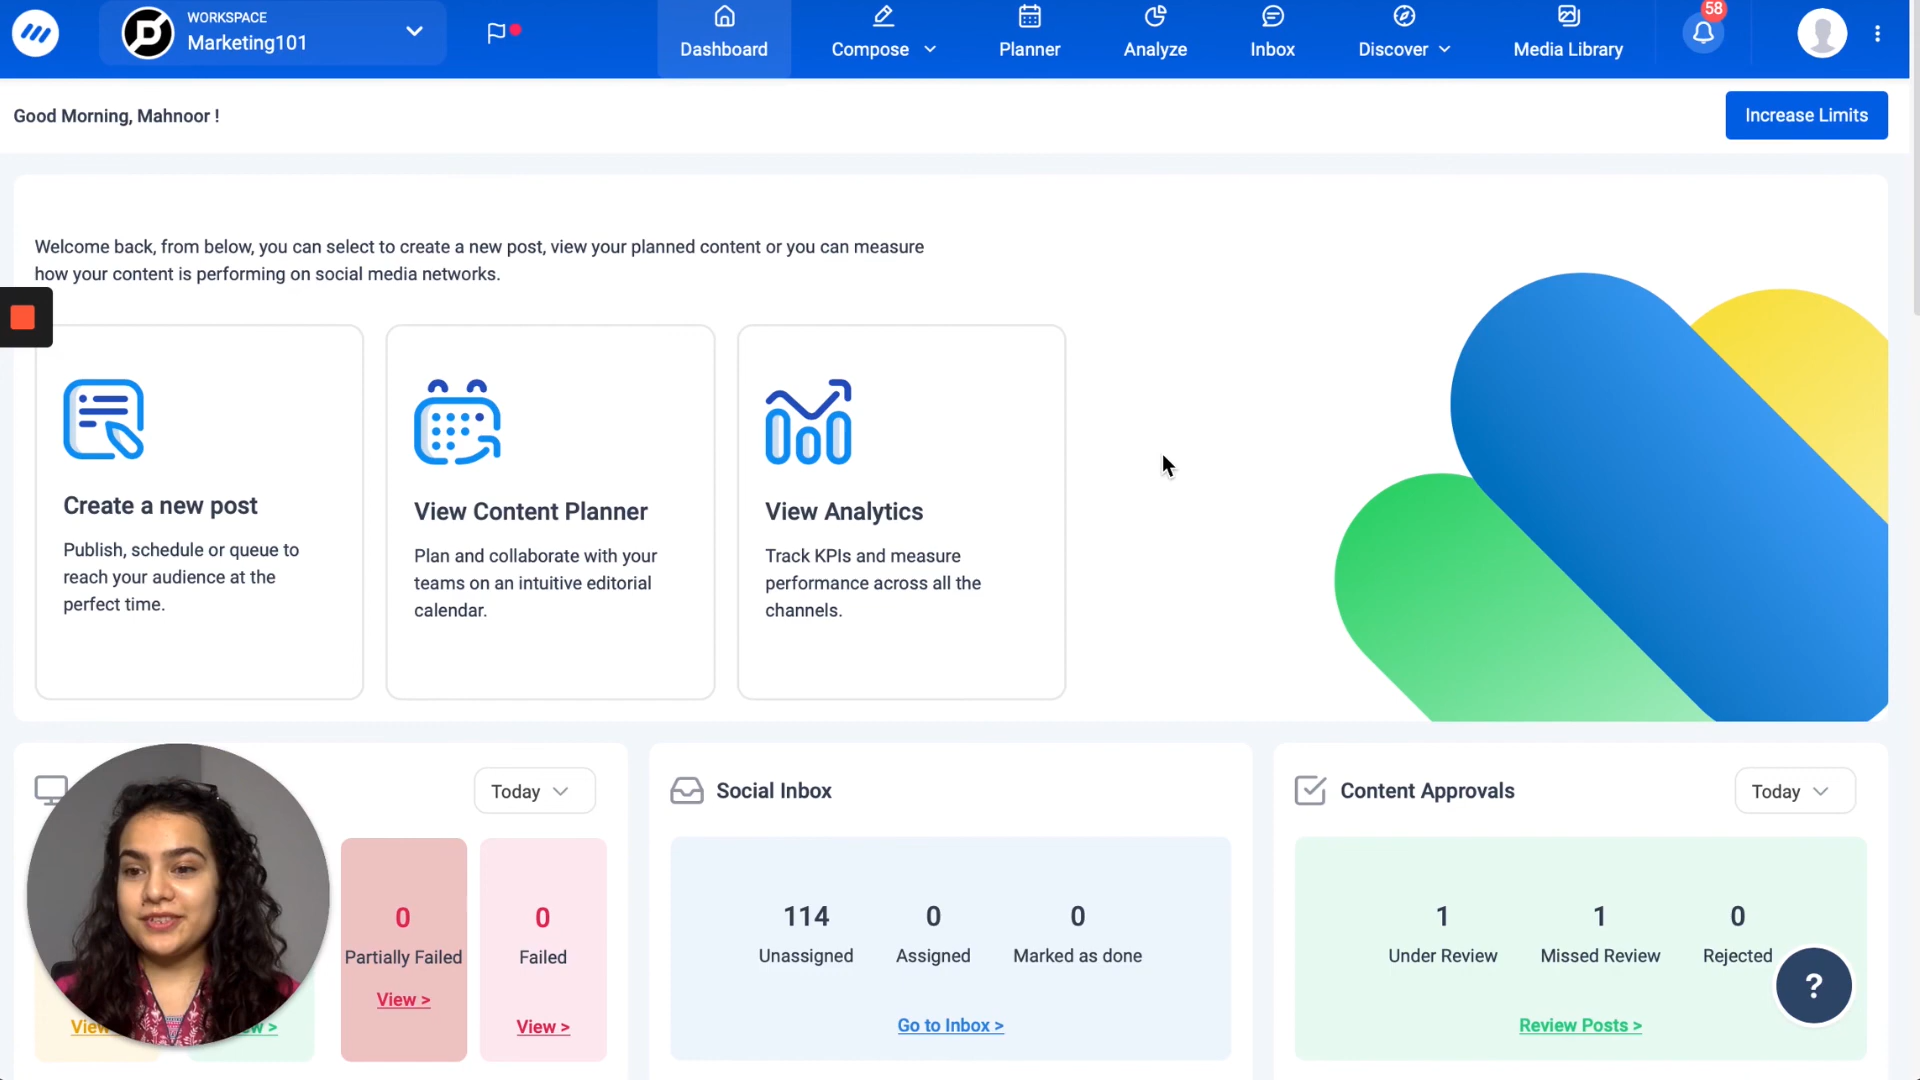 WORKSPACE
Marketing101
Dashboard
Compose
Planner
Analyze
Inbox
Discover
Media Library
58
Good Morning, Mahnoor !
Increase Limits
Welcome back, from below, you can select to create a new post, view your planned content or you can measure
how your content is performing on social media networks.
Create a new post
Publish, schedule or queue to
reach your audience at the
perfect time.
View Content Planner
Plan and collaborate with your
teams on an intuitive editorial
calendar.
View Analytics
Track KPIs and measure
performance across all the
channels.
Today
0
Partially Failed
View >
0
Failed
View >
Social Inbox
114
Unassigned
0
Assigned
0
Marked as done
Go to Inbox >
Content Approvals
Today
1
Under Review
1
Missed Review
0
Rejected
Review Posts >
?